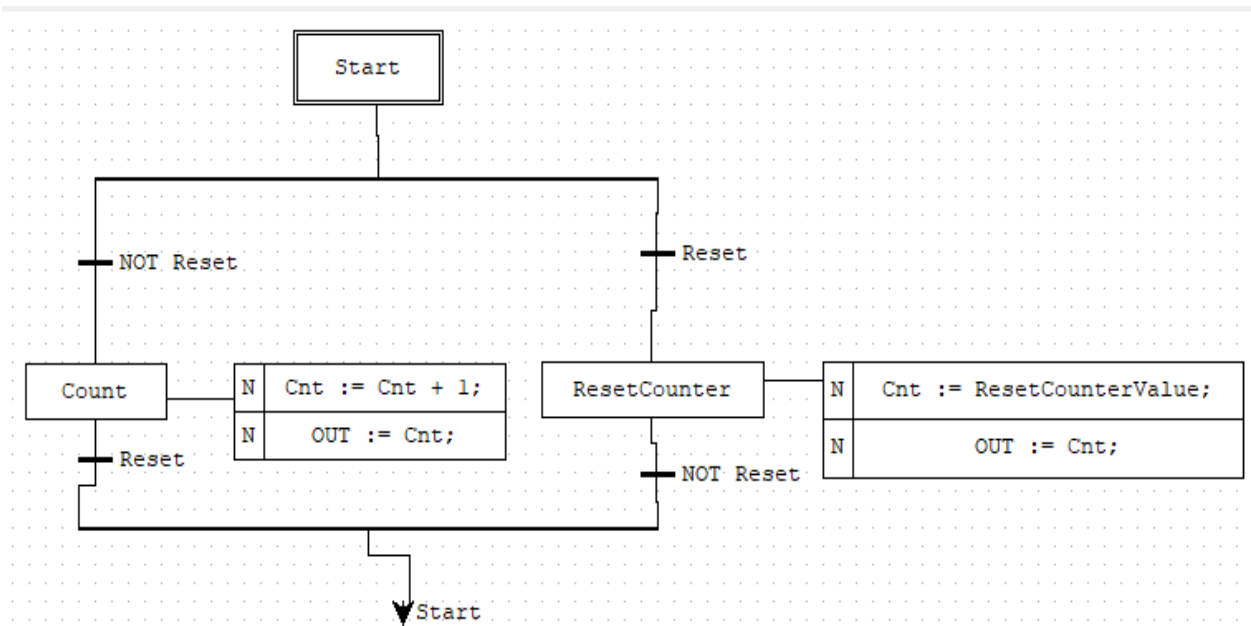 Start
NOT Reset
Reset
Count
N Cnt := Cnt + 1;
N OUT := Cnt;
Reset
ResetCounter
N Cnt := ResetCounterValue;
N OUT := Cnt;
NOT Reset
Start